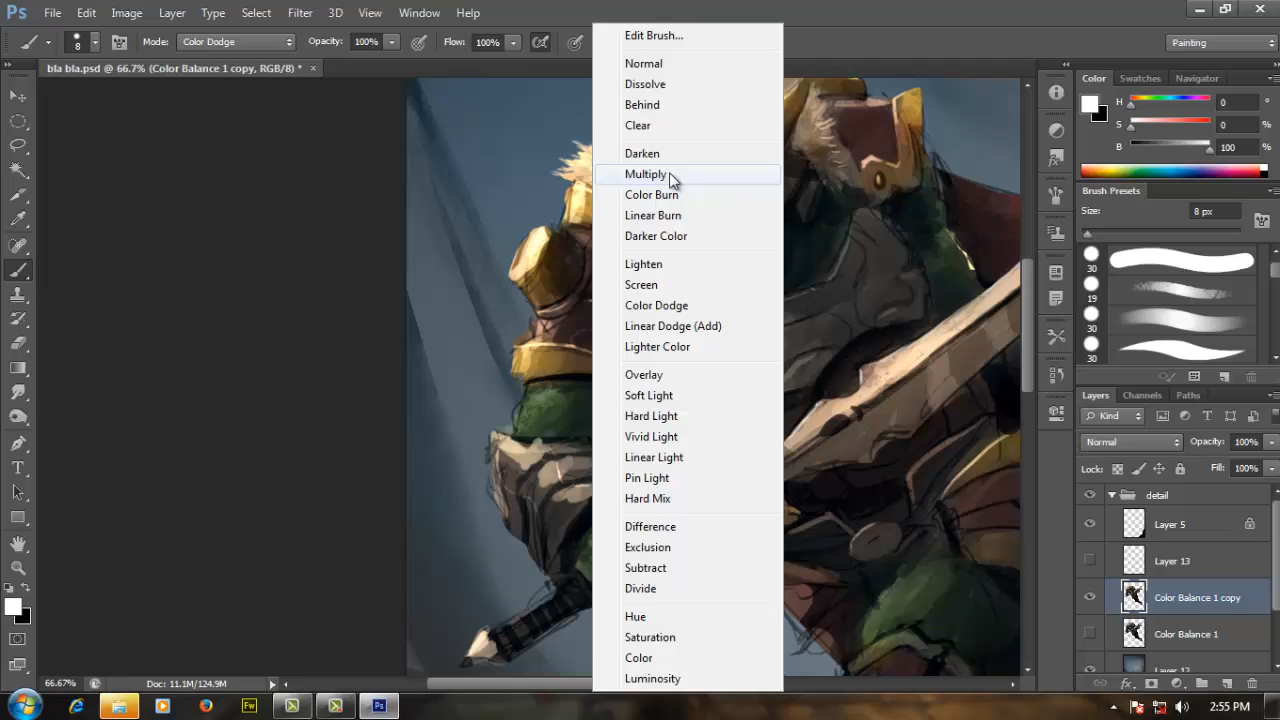 Ps File Edit Image Layer Type Select Filter 3D View Window Help
8 Mode: Color Dodge Opacity: 100% Flow: 100% Painting
bla bla.psd @ 66.7% (Color Balance 1 copy, RGB/8) *
Edit Brush...
Normal
Dissolve
Behind
Clear
Darken
Multiply
Color Burn
Linear Burn
Darker Color
Lighten
Screen
Color Dodge
Linear Dodge (Add)
Lighter Color
Overlay
Soft Light
Hard Light
Vivid Light
Linear Light
Pin Light
Hard Mix
Difference
Exclusion
Subtract
Divide
Hue
Saturation
Color
Luminosity
Color Swatches Navigator
H 0 °
S 0 %
B 100 %
Brush Presets
Size: 8 px
30
19
30
30
Layers Channels Paths
Kind
Normal Opacity: 100%
Lock: Fill: 100%
detail
Layer 5
Layer 13
Color Balance 1 copy
Color Balance 1
Layer 12
66.67% Doc: 11.1M/124.9M
Fw Ps 2:55 PM